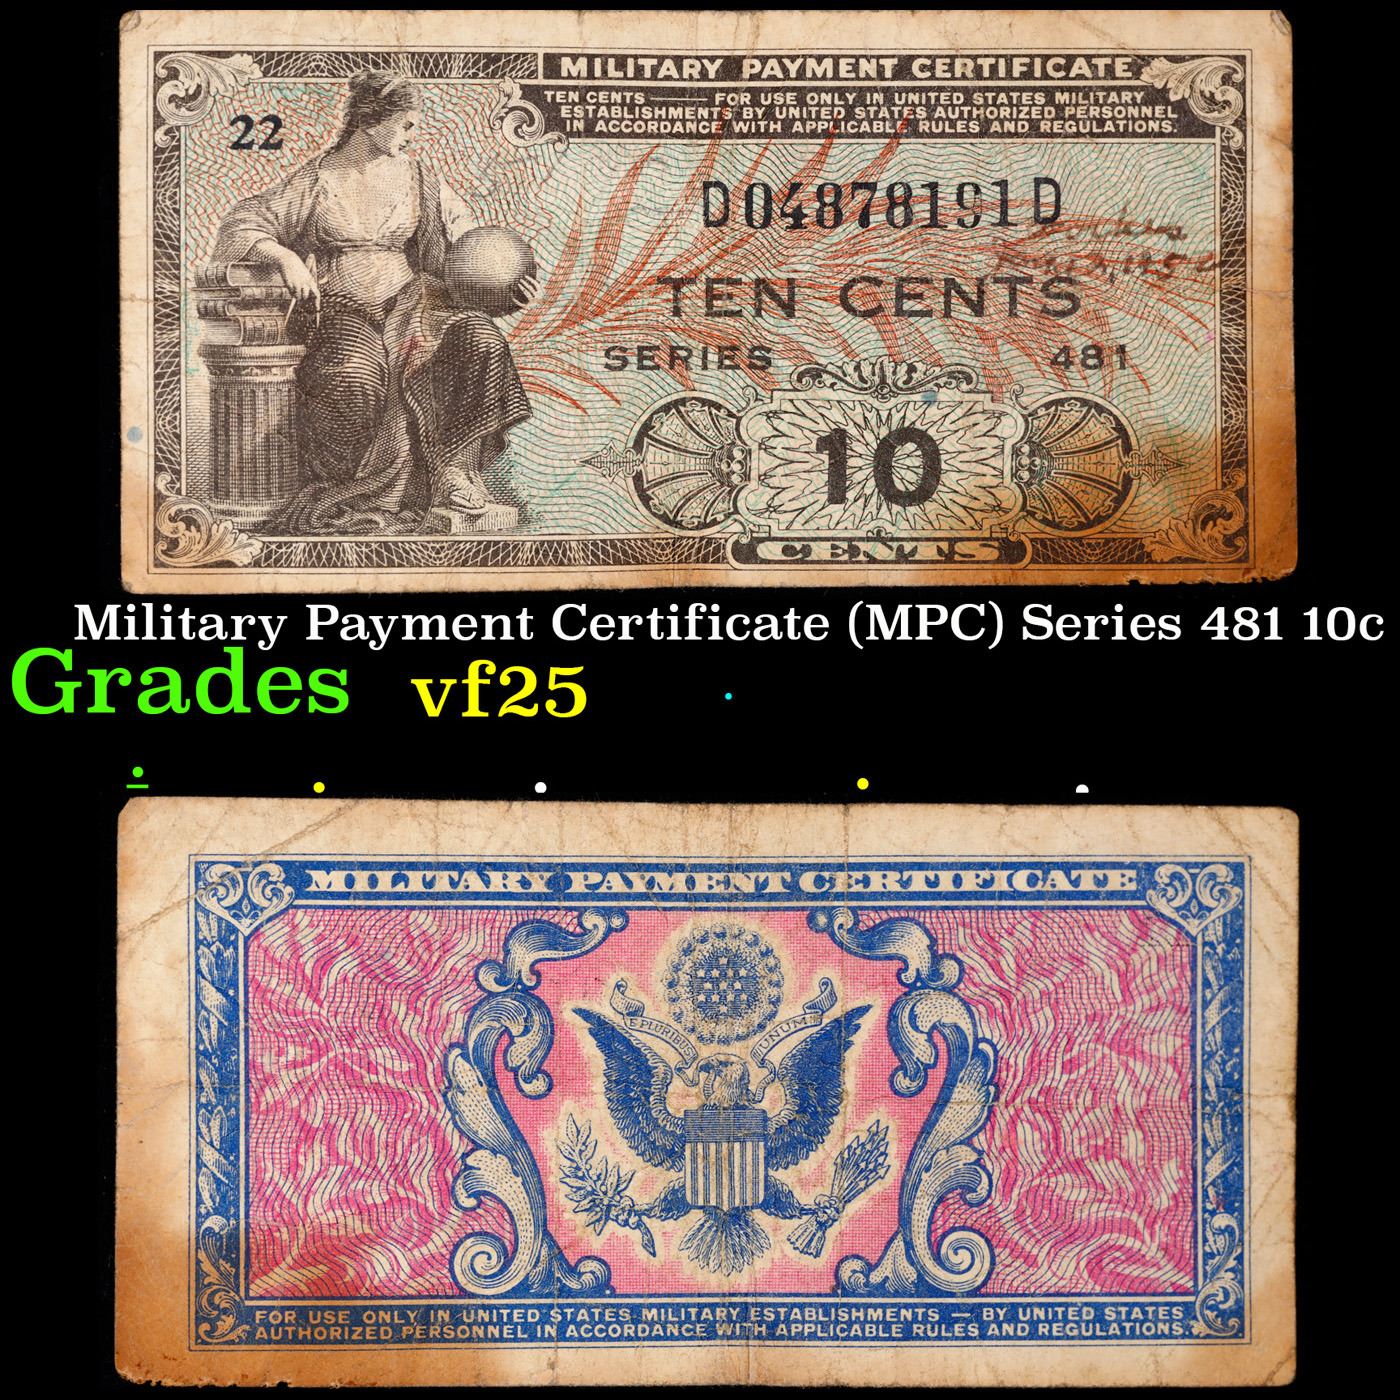 MILITARY PAYMENT CERTIFICATE
TEN CENTS — FOR USE ONLY IN UNITED STATES MILITARY
ESTABLISHMENTS BY UNITED STATES AUTHORIZED PERSONNEL
IN ACCORDANCE WITH APPLICABLE RULES AND REGULATIONS.
22
D04878191D
TEN CENTS
SERIES 481
10
CENTS
Military Payment Certificate (MPC) Series 481 10c
Grades vf25
MILITARY PAYMENT CERTIFICATE
E PLURIBUS UNUM
FOR USE ONLY IN UNITED STATES MILITARY ESTABLISHMENTS — BY UNITED STATES
AUTHORIZED PERSONNEL IN ACCORDANCE WITH APPLICABLE RULES AND REGULATIONS.